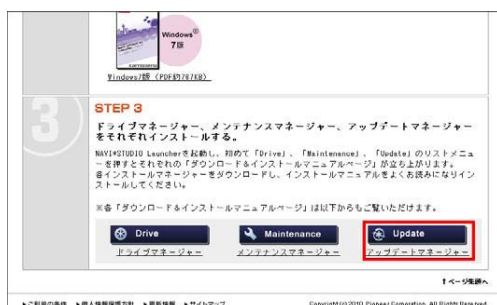 Windows®
7版
carrozzeria
Windows7版 (PDF約767KB)
3
STEP 3
ドライブマネージャー、メンテナンスマネージャー、アップデートマネージャー
をそれぞれインストールする。
NAVI*STUDIO Launcherを起動し、初めて「Drive」、「Maintenance」、「Update」のリストメニュ
ーを押すとそれぞれの「ダウンロード&インストールマニュアルページ」が立ち上がります。
各インストールマネージャーをダウンロードし、インストールマニュアルをよくお読みになりイン
ストールしてください。
※各「ダウンロード&インストールマニュアルページ」は以下からもご覧いただけます。
Drive
Maintenance
Update
ドライブマネージャー
メンテナンスマネージャー
アップデートマネージャー
↑ページ先頭へ
▶ご利用の条件 ▶個人情報保護方針 ▶更新情報 ▶サイトマップ
Copyright(c)2010 Pioneer Corporation. All Rights Reserved.